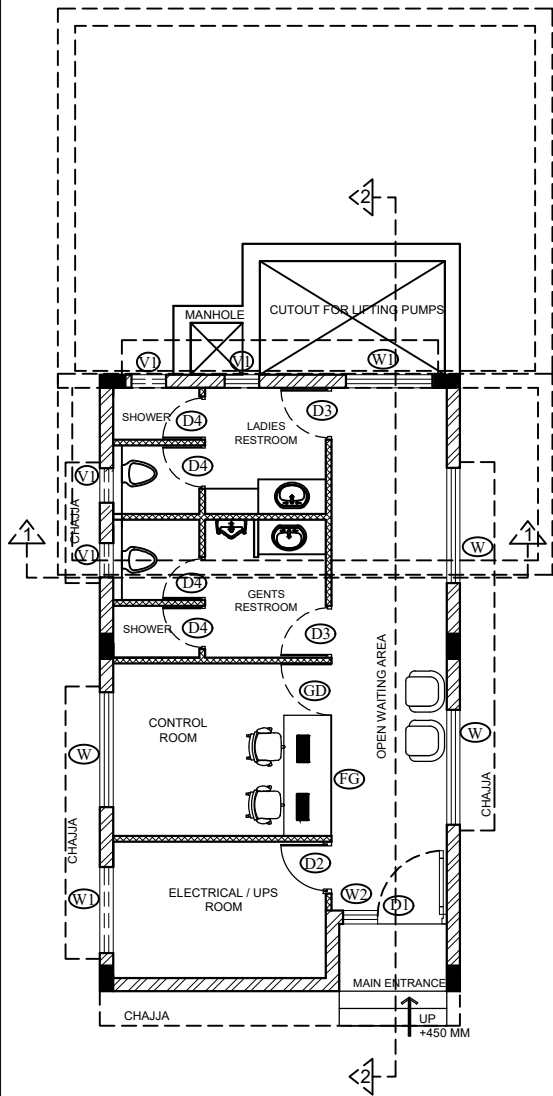 2
MANHOLE
CUTOUT FOR LIFTING PUMPS
V1
V1
W1
SHOWER
D4
LADIES
RESTROOM
D3
D4
V1
CHAJJA
1
V1
W
1
D4
GENTS
RESTROOM
SHOWER
D4
D3
OPEN WAITING AREA
GD
CONTROL
ROOM
W
W
FG
CHAJJA
CHAJJA
D2
ELECTRICAL / UPS
ROOM
W1
W2
D1
MAIN ENTRANCE
CHAJJA
UP
+450 MM
2